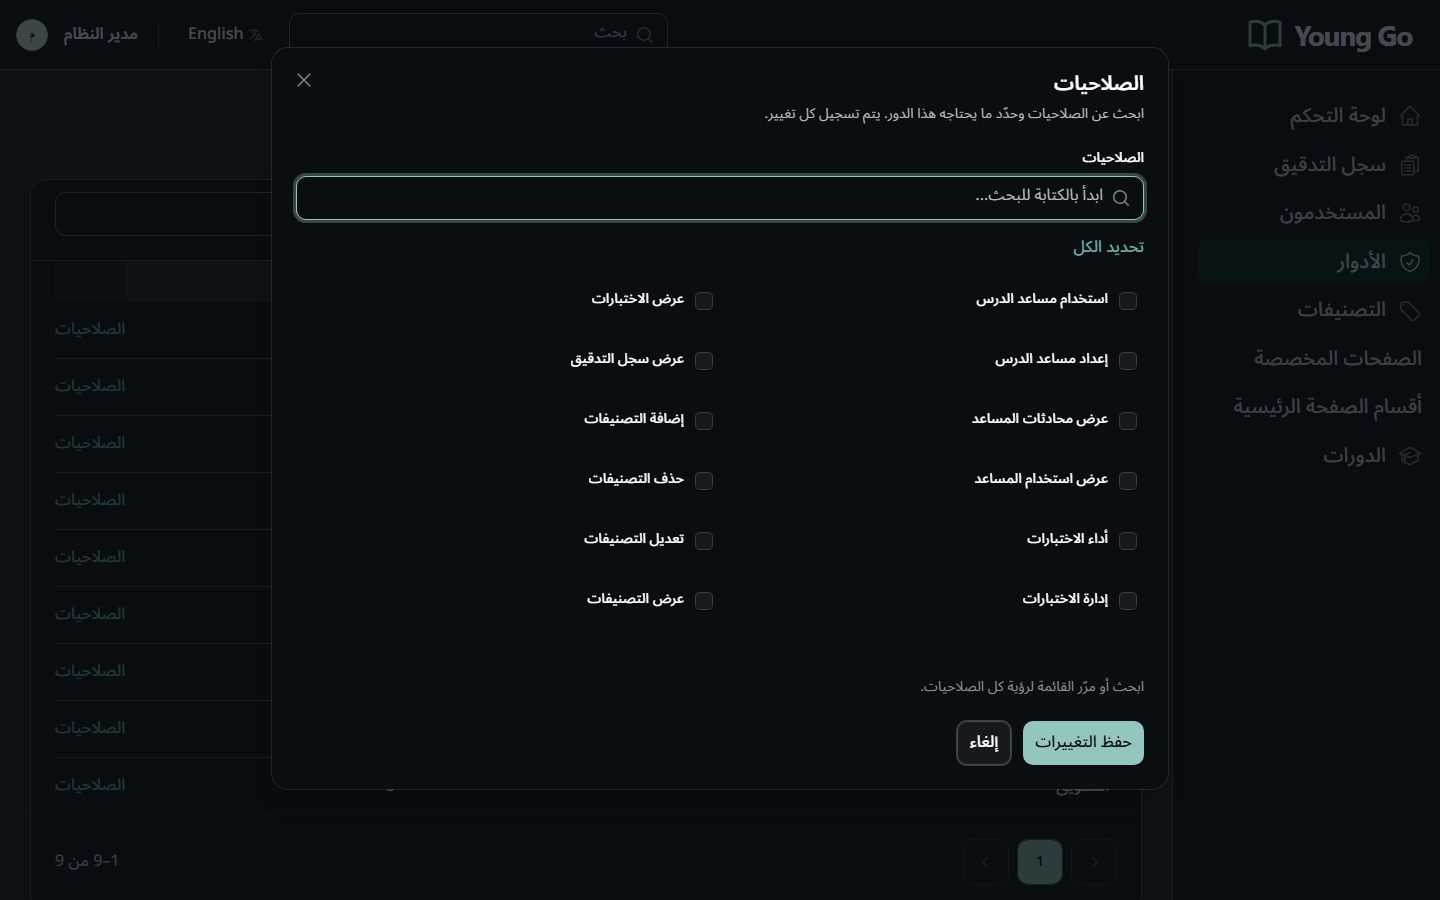 Young Go
بحث
English
مدير النظام
م
لوحة التحكم
سجل التدقيق
المستخدمون
الأدوار
التصنيفات
الصفحات المخصصة
أقسام الصفحة الرئيسية
الدورات
الصلاحيات
ابحث عن الصلاحيات وحدّد ما يحتاجه هذا الدور. يتم تسجيل كل تغيير.
الصلاحيات
ابدأ بالكتابة للبحث...
تحديد الكل
استخدام مساعد الدرس
عرض الاختبارات
إعداد مساعد الدرس
عرض سجل التدقيق
عرض محادثات المساعد
إضافة التصنيفات
عرض استخدام المساعد
حذف التصنيفات
أداء الاختبارات
تعديل التصنيفات
إدارة الاختبارات
عرض التصنيفات
ابحث أو مرّر القائمة لرؤية كل الصلاحيات.
حفظ التغييرات
إلغاء
الصلاحيات
الصلاحيات
الصلاحيات
الصلاحيات
الصلاحيات
الصلاحيات
الصلاحيات
الصلاحيات
الصلاحيات
1
1–9 من 9